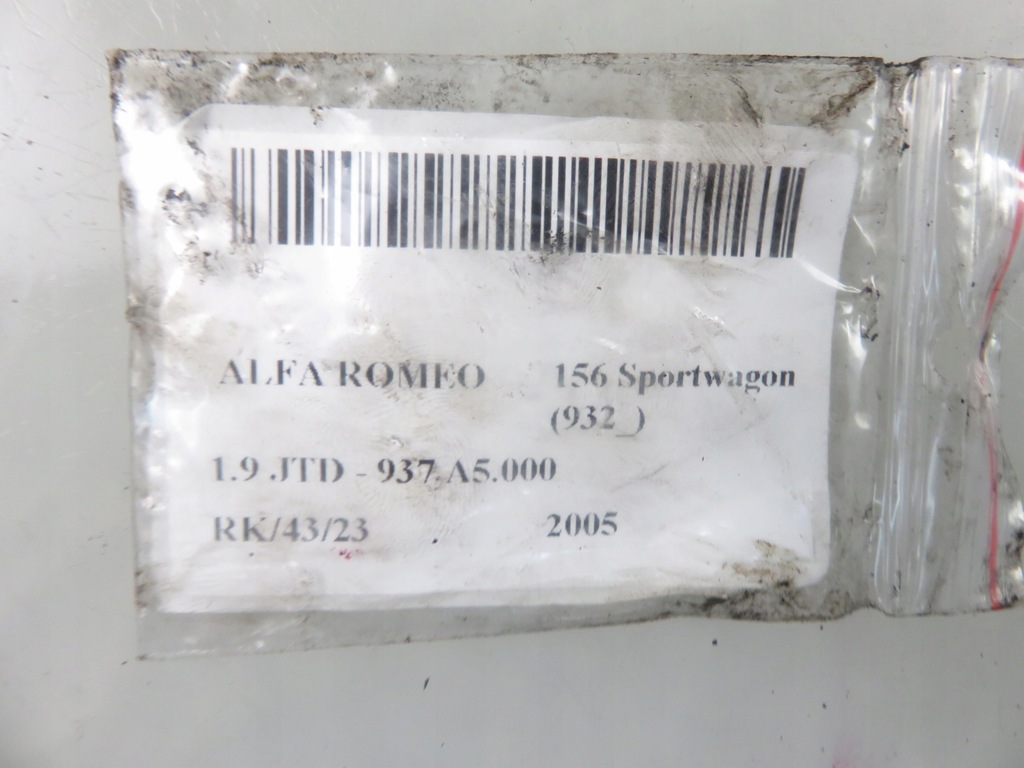 ALFA ROMEO 156 Sportwagon
(932_)
1.9 JTD - 937.A5.000
RK/43/23 2005